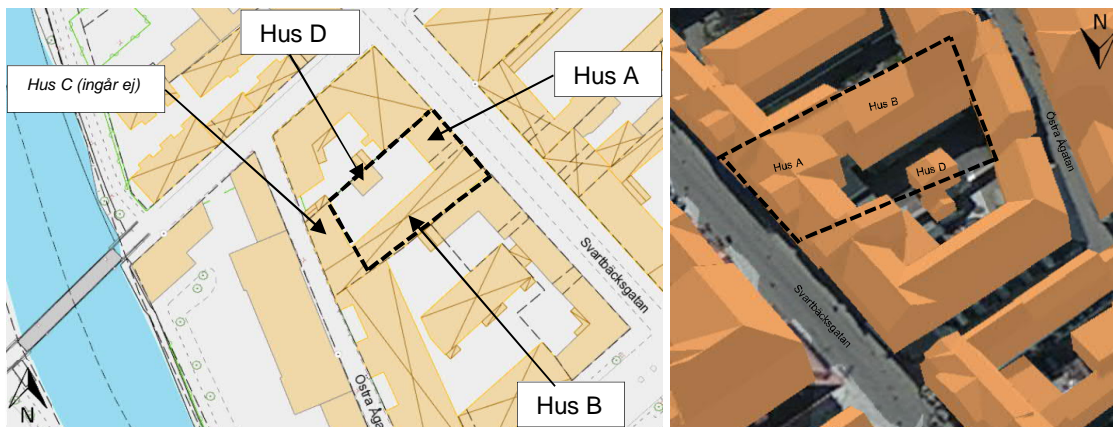 Hus D
Hus A
Hus C (ingår ej)
Svartbäcksgatan
Östra Åga
Hus B
N
N
Hus B
Östra Ågatan
Hus A
Hus D
Svartbäcksgatan